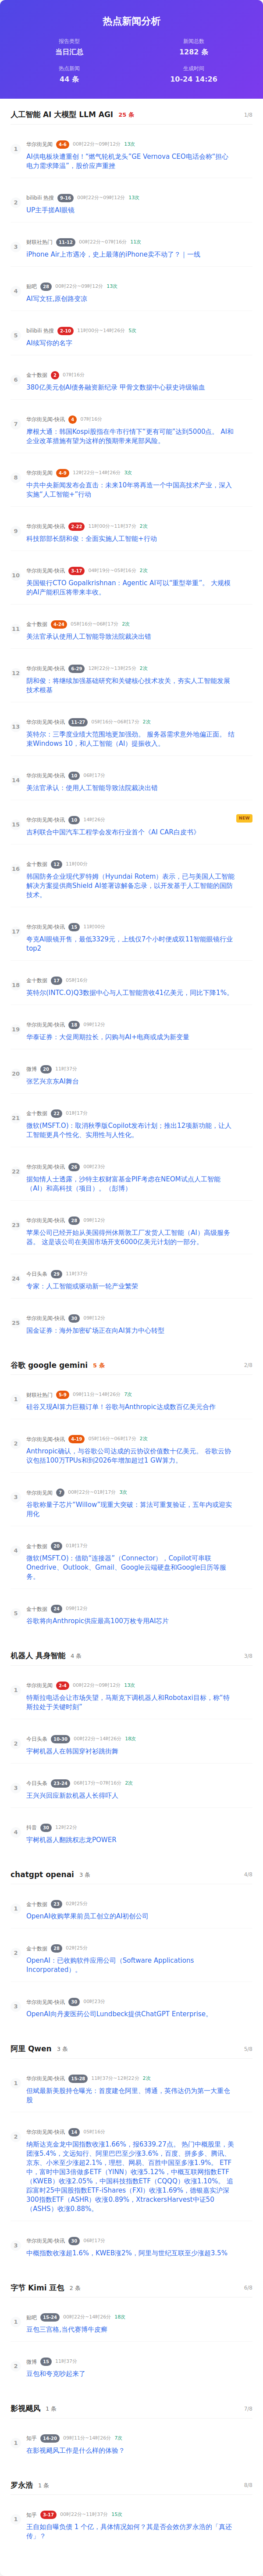 热点新闻分析
报告类型
新闻总数
当日汇总
1282 条
热点新闻
生成时间
44 条
10-24 14:26
人工智能 AI 大模型 LLM AGI 25 条 1/8
1 华尔街见闻 4-6 00时22分~09时12分 13次
AI供电板块遭重创！“燃气轮机龙头”GE Vernova CEO电话会称“担心
电力需求降温”，股价应声重挫
2 bilibili 热搜 9-16 00时22分~09时12分 13次
UP主手搓AI眼镜
3 财联社热门 11-12 00时22分~07时16分 11次
iPhone Air上市遇冷，史上最薄的iPhone卖不动了？｜一线
4 贴吧 28 00时22分~09时12分 13次
AI写文狂,原创路变凉
5 bilibili 热搜 2-10 11时00分~14时26分 5次
AI续写你的名字
6 金十数据 2 07时16分
380亿美元创AI债务融资新纪录 甲骨文数据中心获史诗级输血
7 华尔街见闻-快讯 4 07时16分
摩根大通：韩国Kospi股指在牛市行情下“更有可能”达到5000点。 AI和
企业改革措施有望为这样的预期带来尾部风险。
8 华尔街见闻 4-9 12时22分~14时26分 3次
中共中央新闻发布会直击：未来10年将再造一个中国高技术产业，深入
实施“人工智能+”行动
9 华尔街见闻-快讯 2-22 11时00分~11时37分 2次
科技部部长阴和俊：全面实施人工智能+行动
10 华尔街见闻-快讯 3-17 04时19分~05时16分 2次
美国银行CTO Gopalkrishnan：Agentic AI可以“重型举重”。 大规模
的AI产能积压将带来丰收。
11 金十数据 4-24 05时16分~06时17分 2次
美法官承认使用人工智能导致法院裁决出错
12 华尔街见闻-快讯 6-29 12时22分~13时35分 2次
阴和俊：将继续加强基础研究和关键核心技术攻关，夯实人工智能发展
技术根基
13 华尔街见闻-快讯 11-27 05时16分~06时17分 2次
英特尔：三季度业绩大范围地更加强劲。 服务器需求意外地偏正面。 结
束Windows 10，和人工智能（AI）提振收入。
14 华尔街见闻-快讯 10 06时17分
美法官承认：使用人工智能导致法院裁决出错
15 华尔街见闻-快讯 10 14时26分 NEW
吉利联合中国汽车工程学会发布行业首个《AI CAR白皮书》
16 金十数据 12 11时00分
韩国防务企业现代罗特姆（Hyundai Rotem）表示，已与美国人工智能
解决方案提供商Shield AI签署谅解备忘录，以开发基于人工智能的国防
技术。
17 华尔街见闻-快讯 15 11时00分
夸克AI眼镜开售，最低3329元，上线仅7个小时便成双11智能眼镜行业
top2
18 金十数据 17 05时16分
英特尔(INTC.O)Q3数据中心与人工智能营收41亿美元，同比下降1%。
19 华尔街见闻-快讯 18 09时12分
华泰证券：大促周期拉长，闪购与AI+电商或成为新变量
20 微博 20 11时37分
张艺兴京东AI舞台
21 金十数据 22 01时17分
微软(MSFT.O)：取消秋季版Copilot发布计划；推出12项新功能，让人
工智能更具个性化、实用性与人性化。
22 华尔街见闻-快讯 26 00时23分
据知情人士透露，沙特主权财富基金PIF考虑在NEOM试点人工智能
（AI）和高科技（项目）。（彭博）
23 华尔街见闻-快讯 28 09时12分
苹果公司已经开始从美国得州休斯敦工厂发货人工智能（AI）高级服务
器。 这是该公司在美国市场开支6000亿美元计划的一部分。
24 今日头条 29 11时37分
专家：人工智能或驱动新一轮产业繁荣
25 华尔街见闻-快讯 30 09时12分
国金证券：海外加密矿场正在向AI算力中心转型
谷歌 google gemini 5 条 2/8
1 财联社热门 5-9 09时11分~14时26分 7次
硅谷又现AI算力巨额订单！谷歌与Anthropic达成数百亿美元合作
2 华尔街见闻-快讯 4-19 05时16分~06时17分 2次
Anthropic确认，与谷歌公司达成的云协议价值数十亿美元。 谷歌云协
议包括100万TPUs和到2026年增加超过1 GW算力。
3 华尔街见闻 7 00时22分~01时17分 3次
谷歌称量子芯片“Willow”现重大突破：算法可重复验证，五年内或迎实
用化
4 金十数据 20 01时17分
微软(MSFT.O)：借助“连接器”（Connector），Copilot可串联
Onedrive、Outlook、Gmail、Google云端硬盘和Google日历等服
务。
5 金十数据 24 09时12分
谷歌将向Anthropic供应最高100万枚专用AI芯片
机器人 具身智能 4 条 3/8
1 华尔街见闻 2-4 00时22分~09时12分 13次
特斯拉电话会让市场失望，马斯克下调机器人和Robotaxi目标，称“特
斯拉处于关键时刻”
2 今日头条 10-30 00时22分~14时26分 18次
宇树机器人在韩国穿衬衫跳街舞
3 今日头条 23-24 06时17分~07时16分 2次
王兴兴回应新款机器人长得吓人
4 抖音 30 12时22分
宇树机器人翻跳权志龙POWER
chatgpt openai 3 条 4/8
1 金十数据 23 02时25分
OpenAI收购苹果前员工创立的AI初创公司
2 金十数据 28 02时25分
OpenAI：已收购软件应用公司（Software Applications
Incorporated）。
3 华尔街见闻-快讯 30 00时23分
OpenAI向丹麦医药公司Lundbeck提供ChatGPT Enterprise。
阿里 Qwen 3 条 5/8
1 华尔街见闻-快讯 15-28 11时37分~12时22分 2次
但斌最新美股持仓曝光：首度建仓阿里、博通，英伟达仍为第一大重仓
股
2 华尔街见闻-快讯 14 05时16分
纳斯达克金龙中国指数收涨1.66%，报8339.27点。 热门中概股里，美
团涨5.4%，文远知行、阿里巴巴至少涨3.6%，百度、拼多多、腾讯、
京东、小米至少涨超2.1%，理想、网易、百胜中国至多涨1.9%。 ETF
中，富时中国3倍做多ETF（YINN）收涨5.12%，中概互联网指数ETF
（KWEB）收涨2.05%，中国科技指数ETF（CQQQ）收涨1.10%。 追
踪富时25中国股指数ETF-iShares（FXI）收涨1.69%，德银嘉实沪深
300指数ETF（ASHR）收涨0.89%，XtrackersHarvest中证50
（ASHS）收涨0.88%。
3 华尔街见闻-快讯 30 06时17分
中概指数收涨超1.6%，KWEB涨2%，阿里与世纪互联至少涨超3.5%
字节 Kimi 豆包 2 条 6/8
1 贴吧 15-24 00时22分~14时26分 18次
豆包三宫格,当代赛博牛皮癣
2 微博 15 11时37分
豆包和夸克吵起来了
影视飓风 1 条 7/8
1 知乎 14-20 09时11分~14时26分 7次
在影视飓风工作是什么样的体验？
罗永浩 1 条 8/8
1 知乎 3-17 00时22分~11时37分 15次
王自如自曝负债 1 个亿，具体情况如何？其是否会效仿罗永浩的「真还
传」？